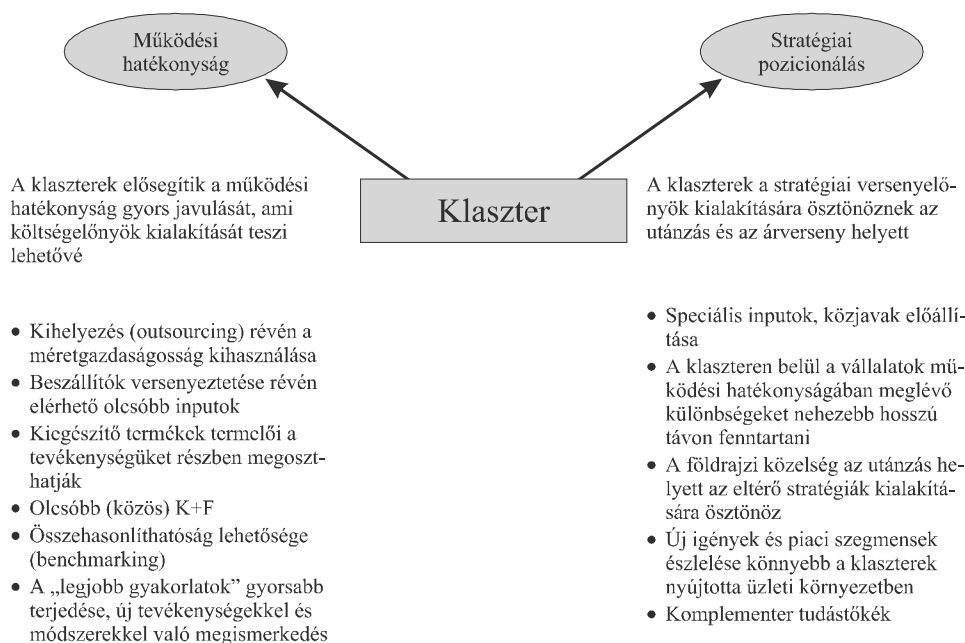 Működési
hatékonyság
Stratégiai
pozicionálás
Klaszter
A klaszterek elősegítik a működési
hatékonyság gyors javulását, ami
költségelőnyök kialakítását teszi
lehetővé
• Kihelyezés (outsourcing) révén a
méretgazdaságosság kihasználása
• Beszállítók versenyeztetése révén
elérhető olcsóbb inputok
• Kiegészítő termékek termelői a
tevékenységüket részben megoszt-
hatják
• Olcsóbb (közös) K+F
• Összehasonlíthatóság lehetősége
(benchmarking)
• A „legjobb gyakorlatok” gyorsabb
terjedése, új tevékenységekkel és
módszerekkel való megismerkedés
A klaszterek a stratégiai versenyelő-
nyök kialakítására ösztönöznek az
utánzás és az árverseny helyett
• Speciális inputok, közjavak előállí-
tása
• A klaszteren belül a vállalatok mű-
ködési hatékonyságában meglévő
különbségeket nehezebb hosszú
távon fenntartani
• A földrajzi közelség az utánzás he-
lyett az eltérő stratégiák kialakítá-
sára ösztönöz
• Új igények és piaci szegmensek
észlelése könnyebb a klaszterek
nyújtotta üzleti környezetben
• Komplementer tudástőkék